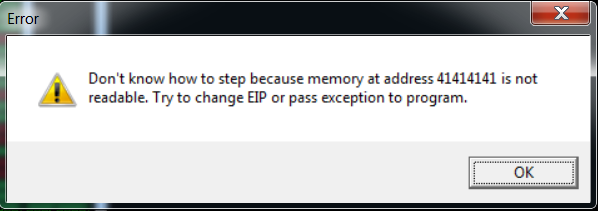 Error
Don't know how to step because memory at address 41414141 is not
readable. Try to change EIP or pass exception to program.
OK